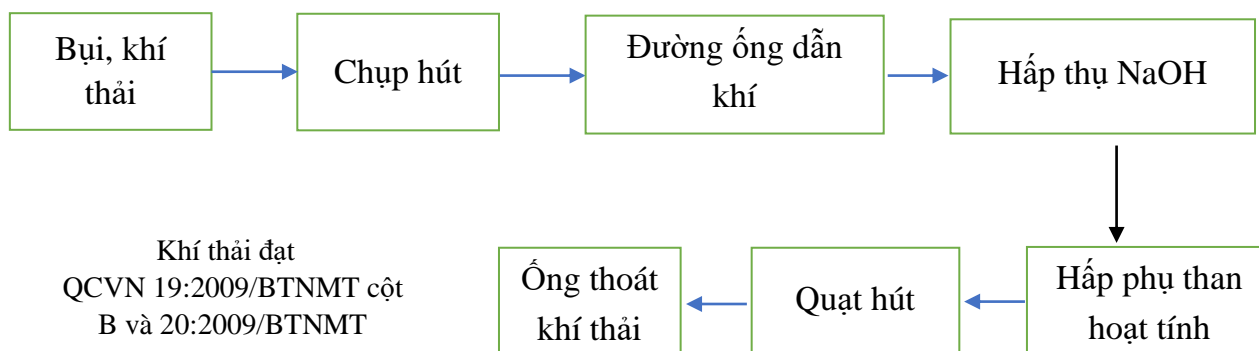 Bụi, khí
thải
Chụp hút
Đường ống dẫn
khí
Hấp thụ NaOH
Khí thải đạt
QCVN 19:2009/BTNMT cột
B và 20:2009/BTNMT
Ống thoát
khí thải
Quạt hút
Hấp phụ than
hoạt tính